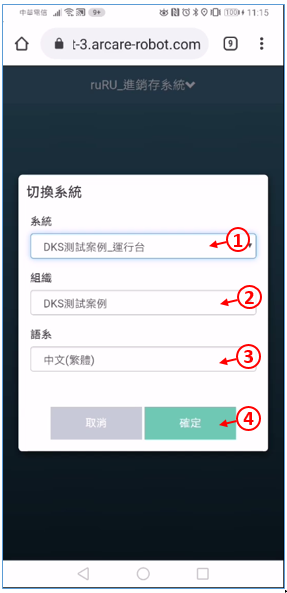 中華電信 9+ 100 11:15
t-3.arcare-robot.com 9
ruRU_進銷存系統
切換系統
系統
DKS測試案例_運行台 1
組織
DKS測試案例 2
語系
中文(繁體) 3
取消 確定 4